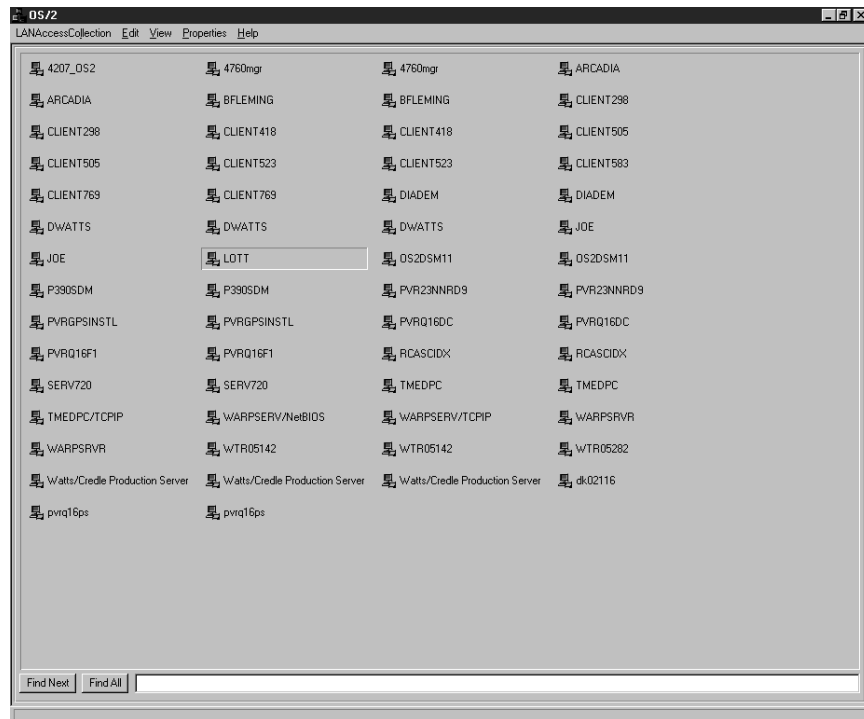 OS/2
LANAccessCollection Edit View Properties Help
4207_OS2 4760mgr 4760mgr ARCADIA
ARCADIA BFLEMING BFLEMING CLIENT298
CLIENT298 CLIENT418 CLIENT418 CLIENT505
CLIENT505 CLIENT523 CLIENT523 CLIENT583
CLIENT769 CLIENT769 DIADEM DIADEM
DWATTS DWATTS DWATTS JOE
JOE LOTT OS2DSM11 OS2DSM11
P390SDM P390SDM PVR23NNRD9 PVR23NNRD9
PVRGPSINSTL PVRGPSINSTL PVRQ16DC PVRQ16DC
PVRQ16F1 PVRQ16F1 RCASCIDX RCASCIDX
SERV720 SERV720 TMEDPC TMEDPC
TMEDPC/TCPIP WARPSERV/NetBIOS WARPSERV/TCPIP WARPSRVR
WARPSRVR WTR05142 WTR05142 WTR05282
Watts/Credle Production Server Watts/Credle Production Server Watts/Credle Production Server dk02116
pvrq16ps pvrq16ps
Find Next Find All